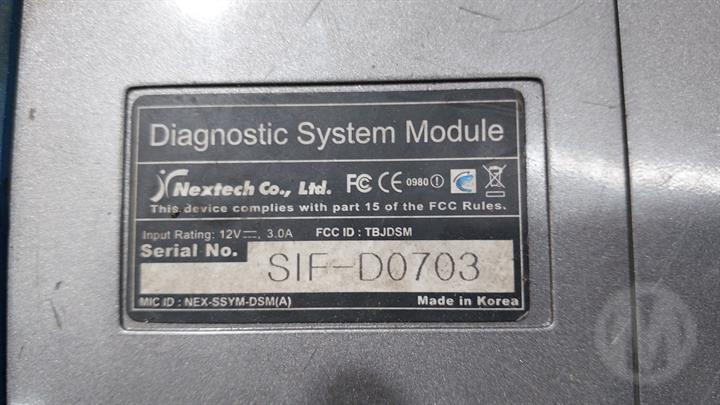 Diagnostic System Module
Nextech Co., Ltd. FC CE 0980
This device complies with part 15 of the FCC Rules.
Input Rating: 12V⎓, 3.0A FCC ID : TBJDSM
Serial No. SIF-D0703
MIC ID : NEX-SSYM-DSM(A) Made in Korea